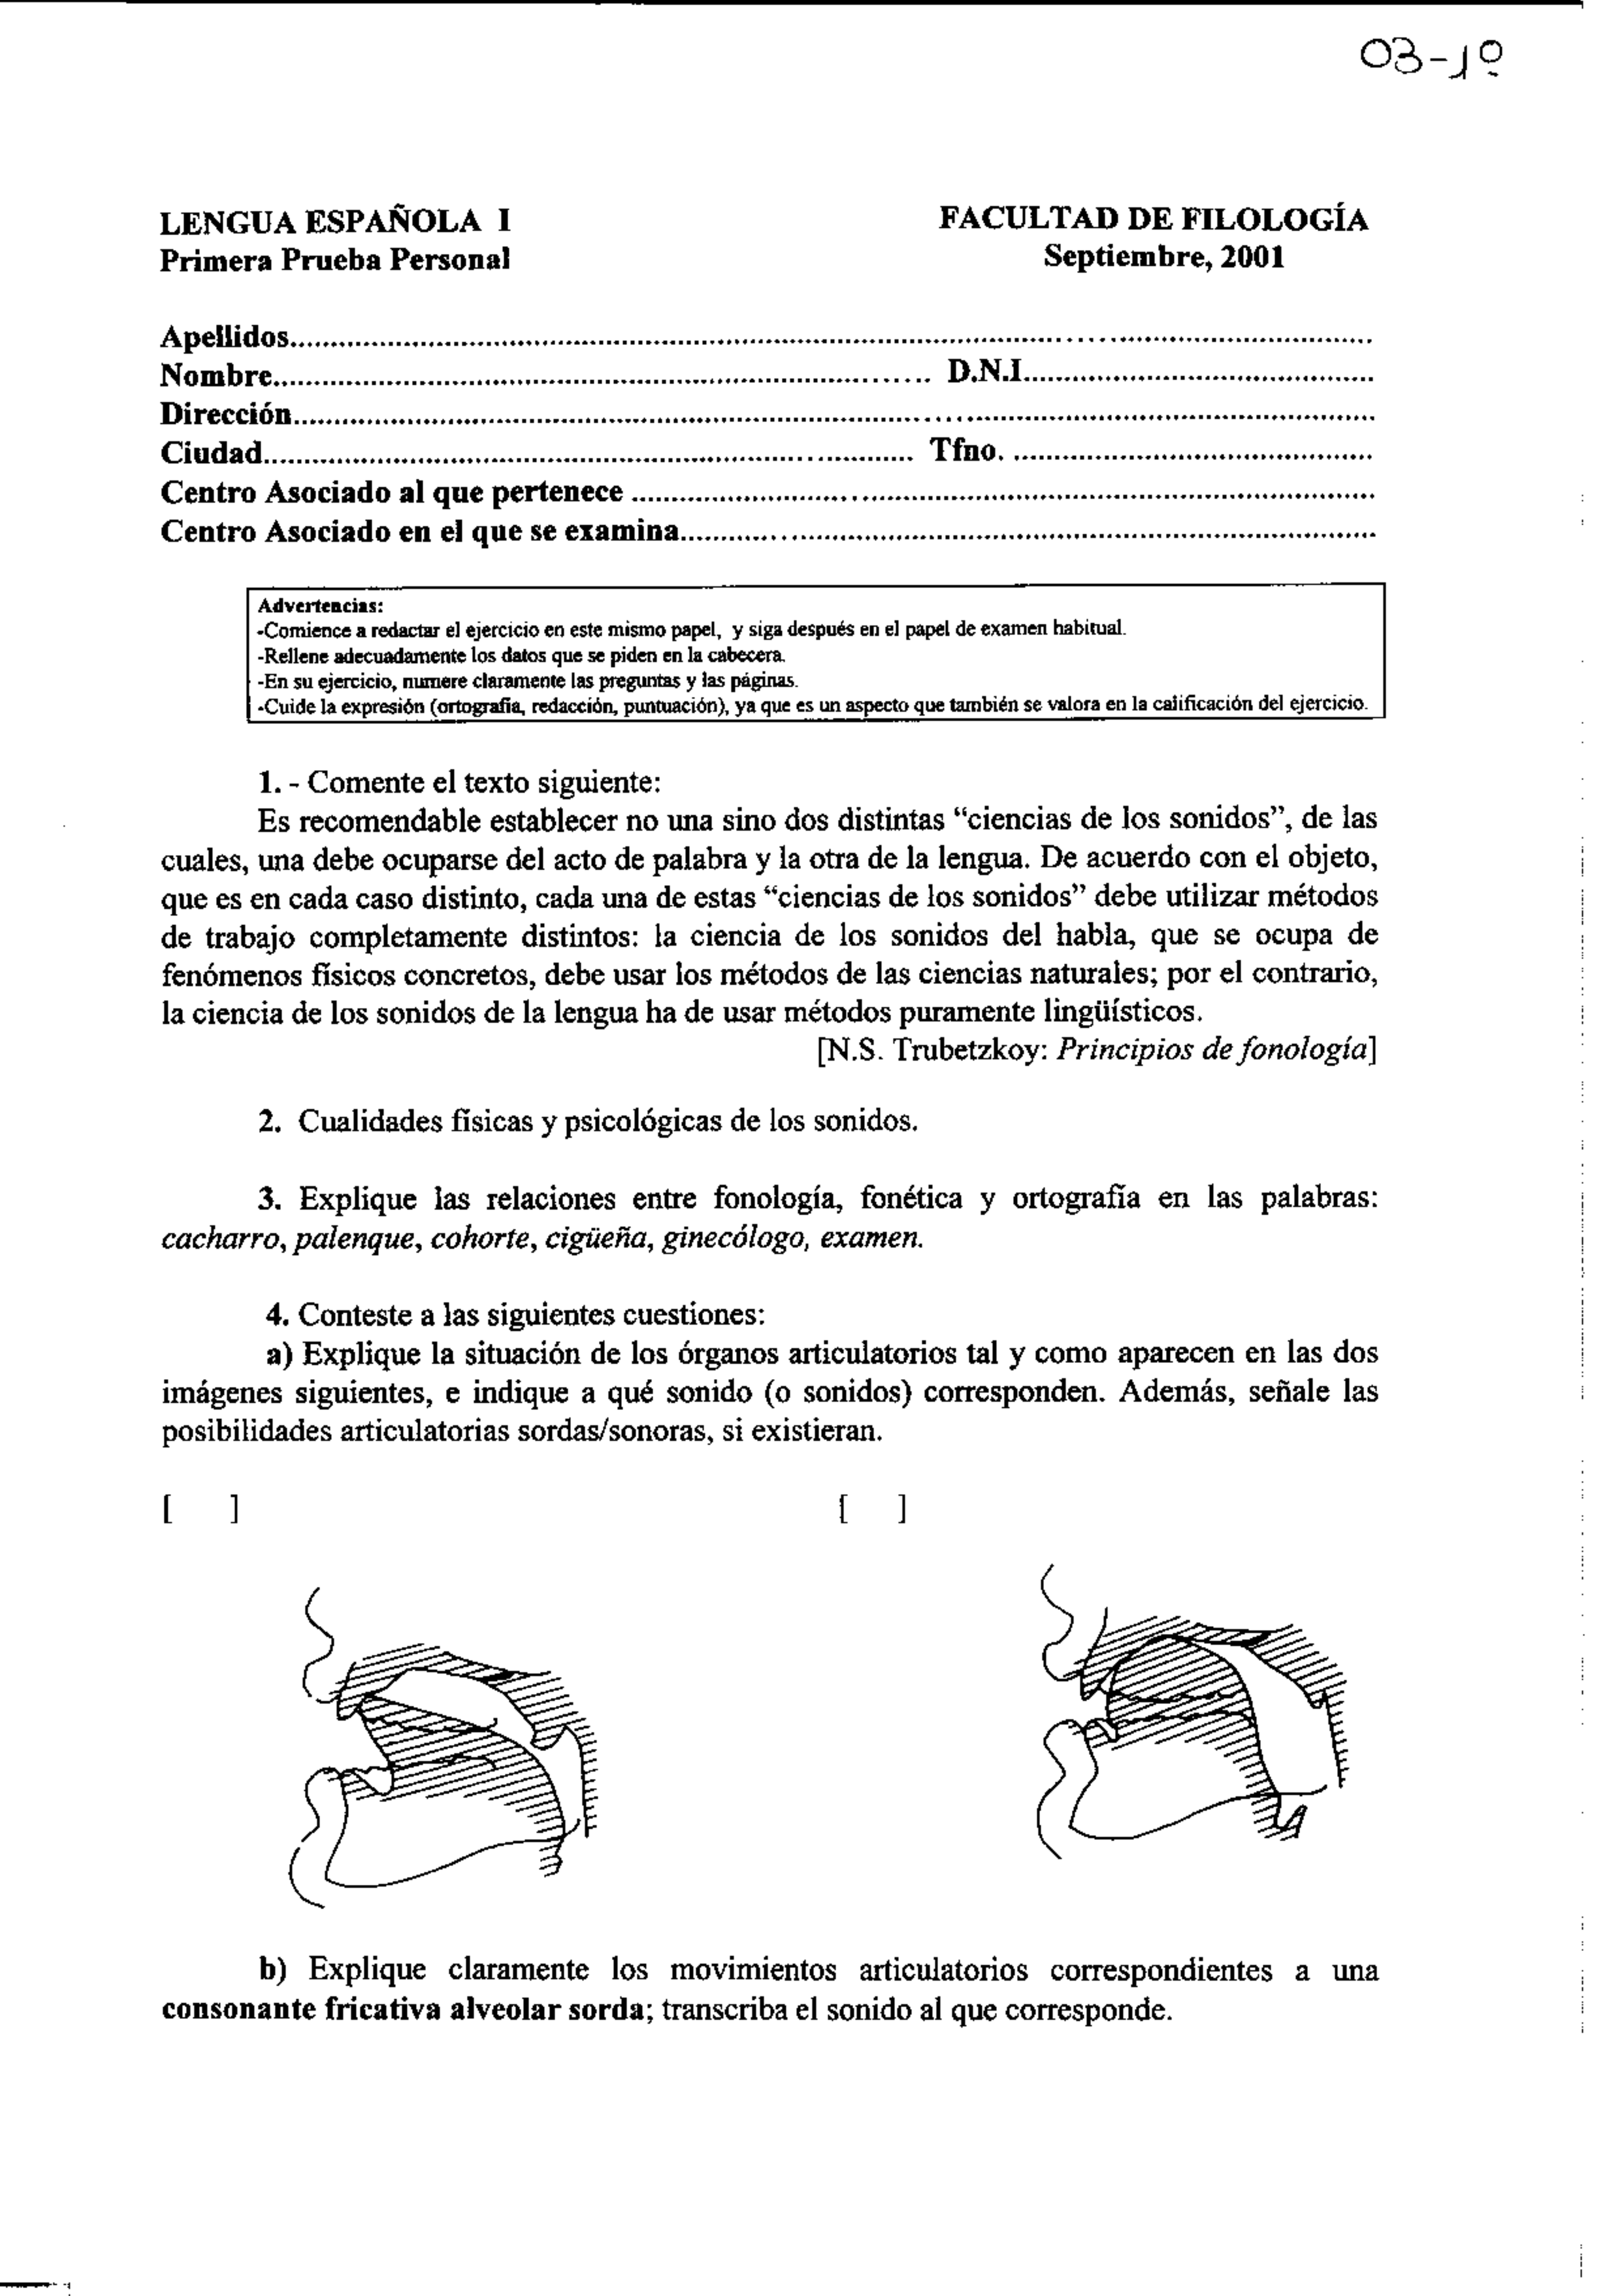 03-1º
LENGUA ESPAÑOLA I
Primera Prueba Personal
FACULTAD DE FILOLOGÍA
Septiembre, 2001
Apellidos..........................................................................................
Nombre.......................................................... D.N.I...............................
Dirección..........................................................................................
Ciudad.......................................................... Tfno. ................................
Centro Asociado al que pertenece ..................................................................
Centro Asociado en el que se examina..............................................................
Advertencias:
-Comience a redactar el ejercicio en este mismo papel, y siga después en el papel de examen habitual.
-Rellene adecuadamente los datos que se piden en la cabecera.
-En su ejercicio, numere claramente las preguntas y las páginas.
-Cuide la expresión (ortografía, redacción, puntuación), ya que es un aspecto que también se valora en la calificación del ejercicio.
1. - Comente el texto siguiente:
Es recomendable establecer no una sino dos distintas “ciencias de los sonidos”, de las
cuales, una debe ocuparse del acto de palabra y la otra de la lengua. De acuerdo con el objeto,
que es en cada caso distinto, cada una de estas “ciencias de los sonidos” debe utilizar métodos
de trabajo completamente distintos: la ciencia de los sonidos del habla, que se ocupa de
fenómenos físicos concretos, debe usar los métodos de las ciencias naturales; por el contrario,
la ciencia de los sonidos de la lengua ha de usar métodos puramente lingüísticos.
[N.S. Trubetzkoy: Principios de fonología]
2. Cualidades físicas y psicológicas de los sonidos.
3. Explique las relaciones entre fonología, fonética y ortografía en las palabras:
cacharro, palenque, cohorte, cigüeña, ginecólogo, examen.
4. Conteste a las siguientes cuestiones:
a) Explique la situación de los órganos articulatorios tal y como aparecen en las dos
imágenes siguientes, e indique a qué sonido (o sonidos) corresponden. Además, señale las
posibilidades articulatorias sordas/sonoras, si existieran.
[ ] [ ]
b) Explique claramente los movimientos articulatorios correspondientes a una
consonante fricativa alveolar sorda; transcriba el sonido al que corresponde.